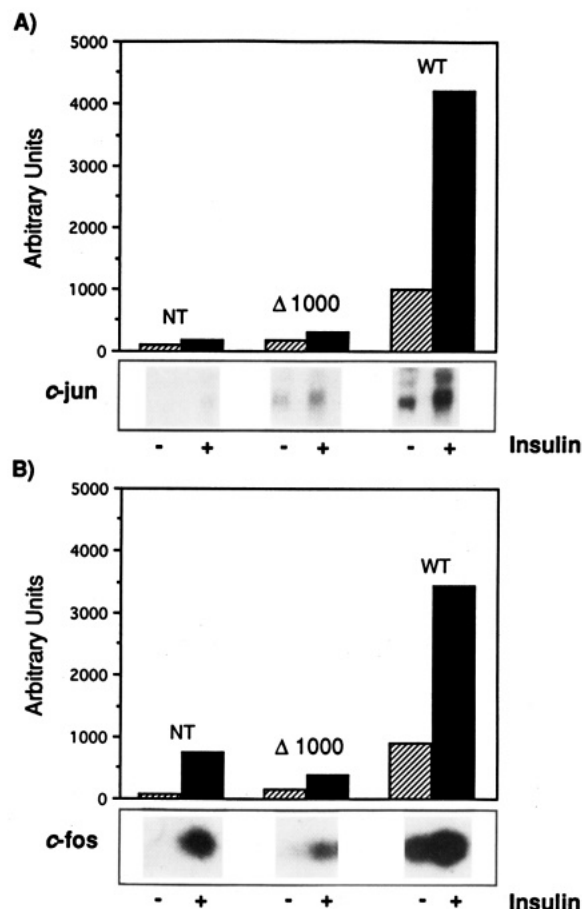 A)
Arbitrary Units
5000
4000
3000
2000
1000
0
NT
Δ 1000
WT
c-jun
- + - + - + Insulin
B)
Arbitrary Units
5000
4000
3000
2000
1000
0
NT
Δ 1000
WT
c-fos
- + - + - + Insulin